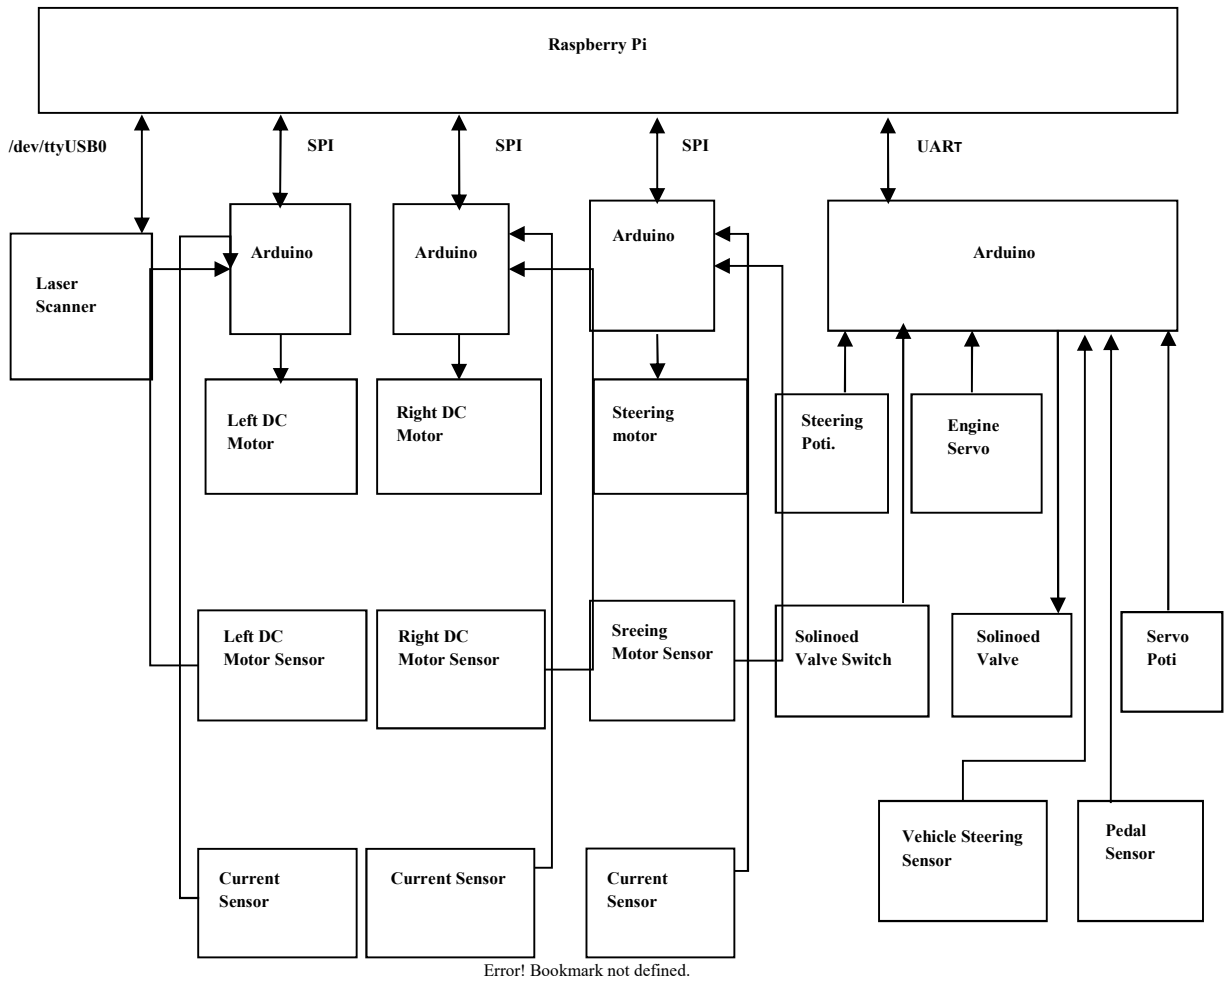 Raspberry Pi
/dev/ttyUSB0
SPI
SPI
SPI
UART
Laser
Scanner
Arduino
Arduino
Arduino
Arduino
Left DC
Motor
Right DC
Motor
Steering
motor
Steering
Poti.
Engine
Servo
Left DC
Motor Sensor
Right DC
Motor Sensor
Sreeing
Motor Sensor
Solinoed
Valve Switch
Solinoed
Valve
Servo
Poti
Vehicle Steering
Sensor
Pedal
Sensor
Current
Sensor
Current Sensor
Current
Sensor
Error! Bookmark not defined.